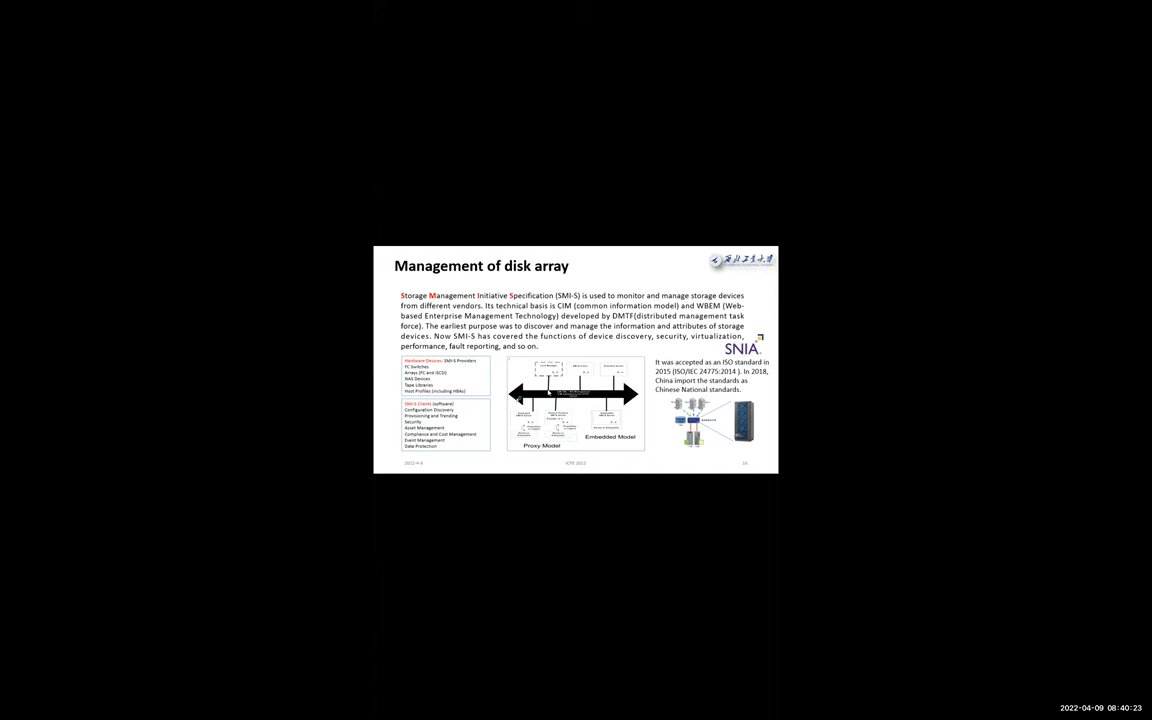 Management of disk array
西北工业大学
Storage Management Initiative Specification (SMI-S) is used to monitor and manage storage devices
from different vendors. Its technical basis is CIM (common information model) and WBEM (Web-
based Enterprise Management Technology) developed by DMTF(distributed management task
force). The earliest purpose was to discover and manage the information and attributes of storage
devices. Now SMI-S has covered the functions of device discovery, security, virtualization,
performance, fault reporting, and so on.
SNIA
Hardware Devices: SMI-S Providers
FC Switches
Arrays (FC and iSCSI)
NAS Devices
Tape Libraries
Host Profiles (including HBAs)
SMI-S Clients (software)
Configuration Discovery
Provisioning and Trending
Security
Asset Management
Compliance and Cost Management
Event Management
Data Protection
Proxy Model
Embedded Model
It was accepted as an ISO standard in
2015 (ISO/IEC 24775:2014 ). In 2018,
China import the standards as
Chinese National standards.
2022-4-9
ICPE 2022
16
2022-04-09 08:40:23